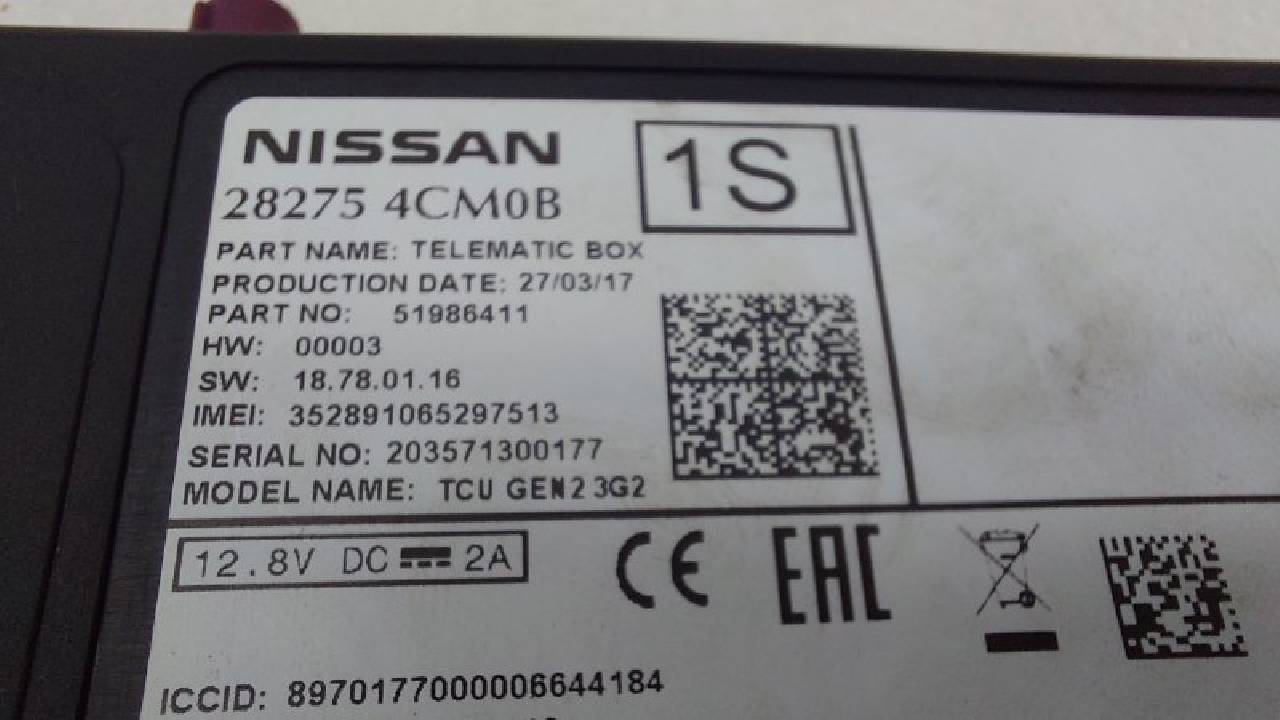 NISSAN
1S
28275 4CM0B
PART NAME: TELEMATIC BOX
PRODUCTION DATE: 27/03/17
PART NO: 51986411
HW: 00003
SW: 18.78.01.16
IMEI: 352891065297513
SERIAL NO: 203571300177
MODEL NAME: TCU GEN2 3G2
12.8V DC 2A
CE EAC
ICCID: 8970177000006644184